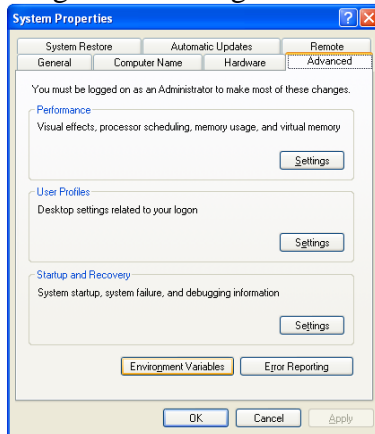 System Properties
System Restore Automatic Updates Remote
General Computer Name Hardware Advanced
You must be logged on as an Administrator to make most of these changes.
Performance
Visual effects, processor scheduling, memory usage, and virtual memory
Settings
User Profiles
Desktop settings related to your logon
Settings
Startup and Recovery
System startup, system failure, and debugging information
Settings
Environment Variables Error Reporting
OK Cancel Apply